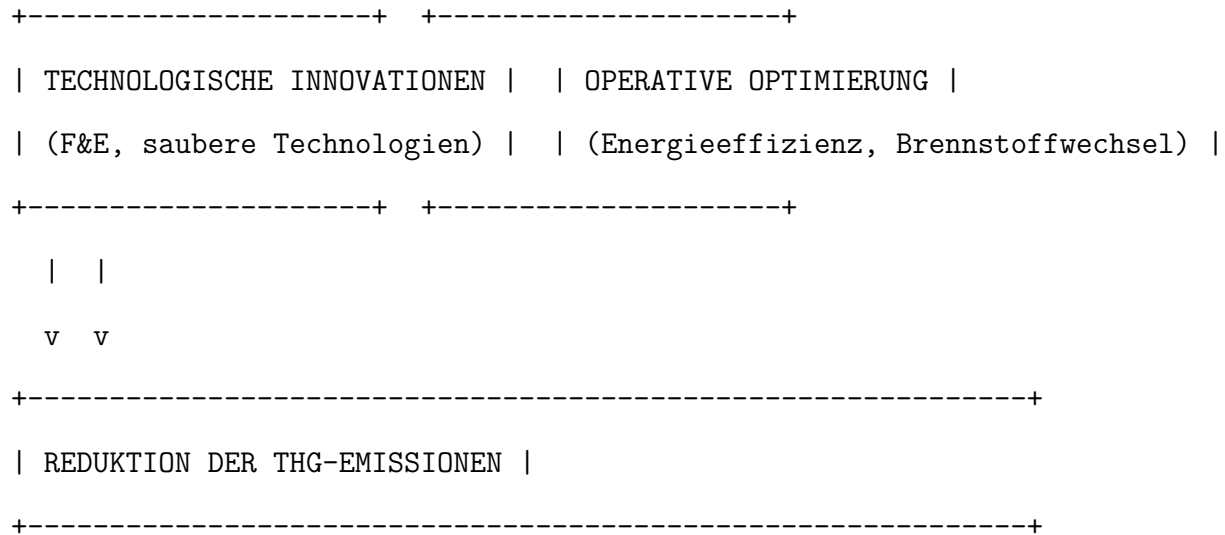 +---------------------+  +---------------------+
| TECHNOLOGISCHE INNOVATIONEN |  | OPERATIVE OPTIMIERUNG |
| (F&E, saubere Technologien) |  | (Energieeffizienz, Brennstoffwechsel) |
+---------------------+  +---------------------+
  |  |
  v  v
+-------------------------------------------------------------+
| REDUKTION DER THG-EMISSIONEN |
+-------------------------------------------------------------+